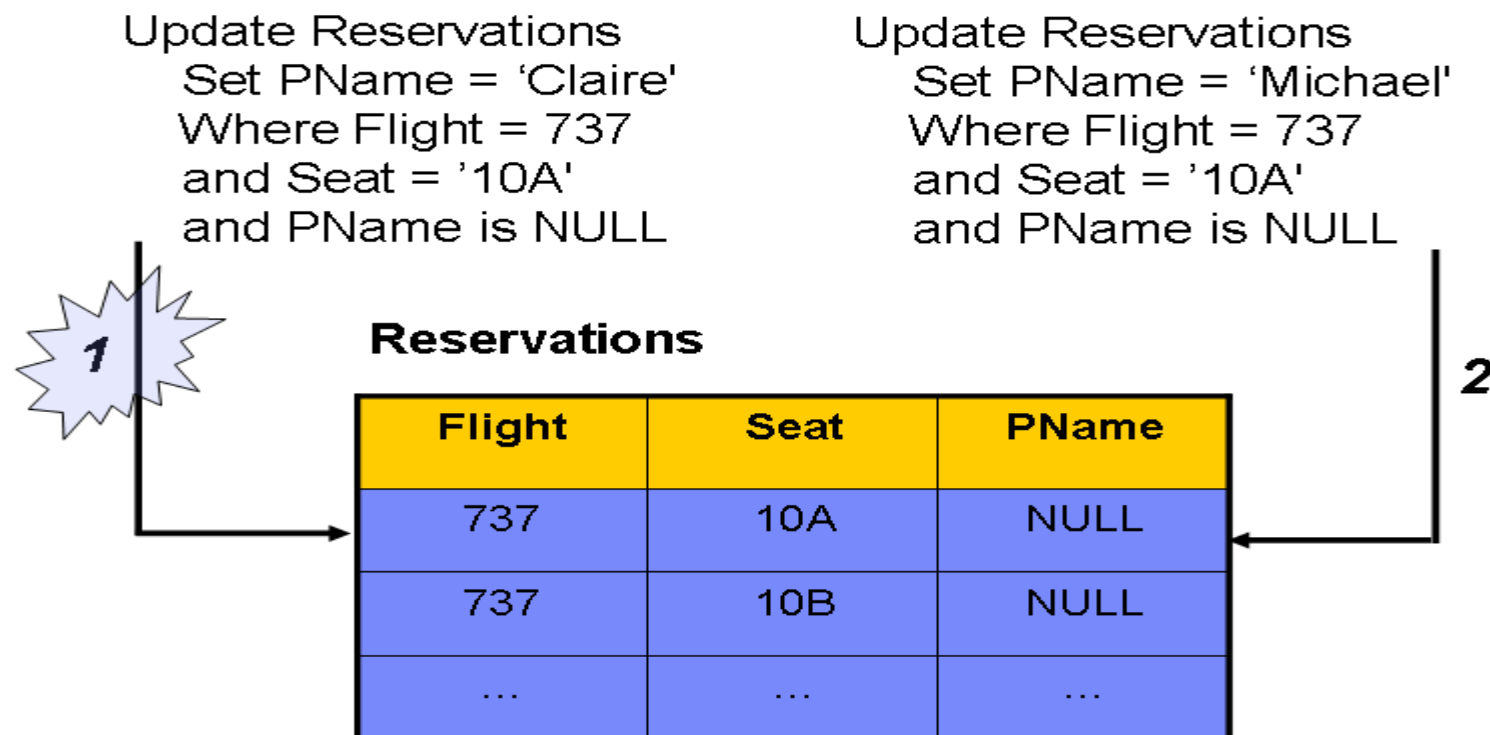 Update Reservations
Set PName = ‘Claire'
Where Flight = 737
and Seat = ’10A'
and PName is NULL
Update Reservations
Set PName = ‘Michael'
Where Flight = 737
and Seat = ’10A'
and PName is NULL
1
2
Reservations
Flight Seat PName
737 10A NULL
737 10B NULL
... ... ...